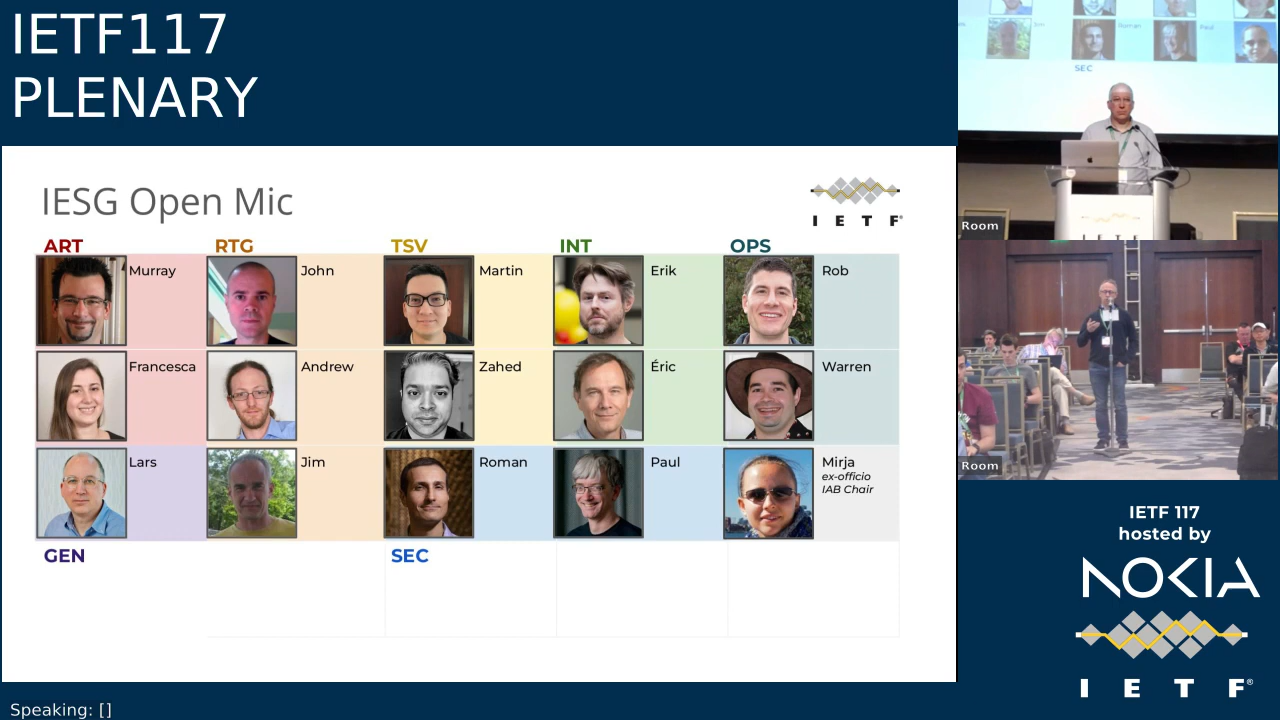 IETF117
PLENARY
IESG Open Mic
I E T F®
ART RTG TSV INT OPS
Murray John Martin Erik Rob
Francesca Andrew Zahed Éric Warren
Lars Jim Roman Paul Mirja
ex-officio
IAB Chair
GEN SEC
Speaking: []
Paul
SEC
I E T F
Room
Room
IETF 117
hosted by
NOKIA
I E T F®